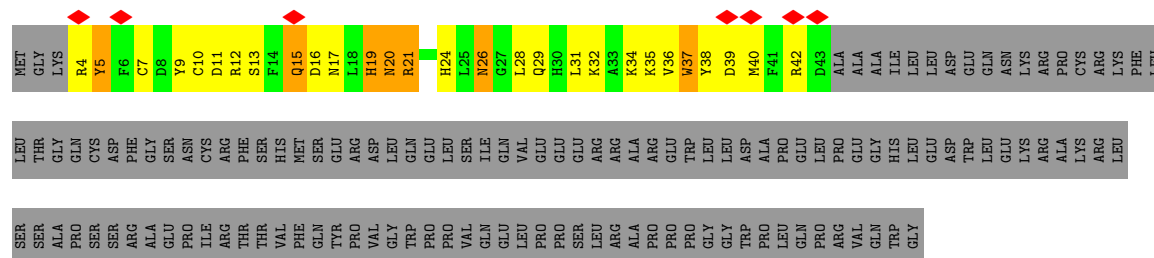 MET GLY LYS R4 Y5 F6 C7 D8 Y9 C10 D11 R12 S13 F14 Q15 D16 N17 L18 H19 N20 R21 H24 L25 N26 G27 L28 Q29 H30 L31 K32 A33 K34 K35 V36 W37 Y38 D39 M40 F41 R42 D43 ALA ALA ALA ILE LEU LEU ASP GLU GLN ASN LYS ARG PRO CYS ARG LYS PHE
LEU THR GLY GLN CYS ASP PHE GLY SER ASN CYS ARG PHE SER HIS MET SER GLU ARG ASP LEU GLN GLU LEU SER ILE GLN VAL GLU GLU GLU ARG ARG ALA ARG GLU TRP LEU LEU ASP ALA PRO GLU LEU PRO GLU GLY HIS LEU GLU ASP TRP LEU GLU LYS ARG ALA LYS ARG LEU
SER SER ALA PRO SER SER ARG ALA GLU PRO ILE ARG THR THR VAL PHE GLN TYR PRO VAL GLY TRP PRO PRO VAL GLN GLU LEU PRO PRO SER LEU ARG ALA PRO PRO PRO GLY GLY TRP PRO LEU GLN PRO ARG VAL GLN TRP GLY